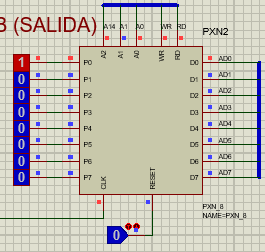 B (SALIDA)
A14 A1 A0 WR RD
PXN2
A2 A1 A0 WR RD
1 P0 D0 AD0
0 P1 D1 AD1
0 P2 D2 AD2
0 P3 D3 AD3
0 P4 D4 AD4
0 P5 D5 AD5
0 P6 D6 AD6
0 P7 D7 AD7
CLK RESET
PXN_8
NAME=PXN_8
0